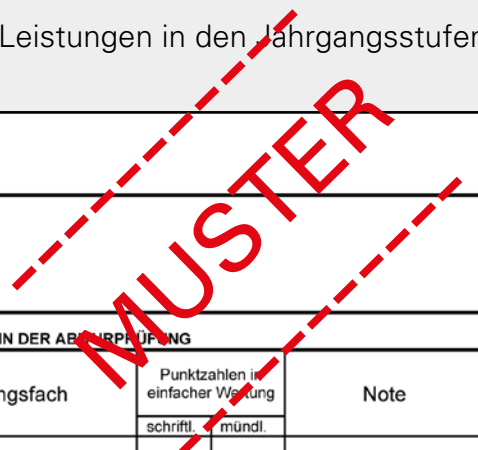 Leistungen in den Jahrgangsstufen
MUSTER
IN DER ABITURPRÜFUNG
ngsfach
Punktzahlen in
einfacher Wertung
Note
schriftl.
mündl.